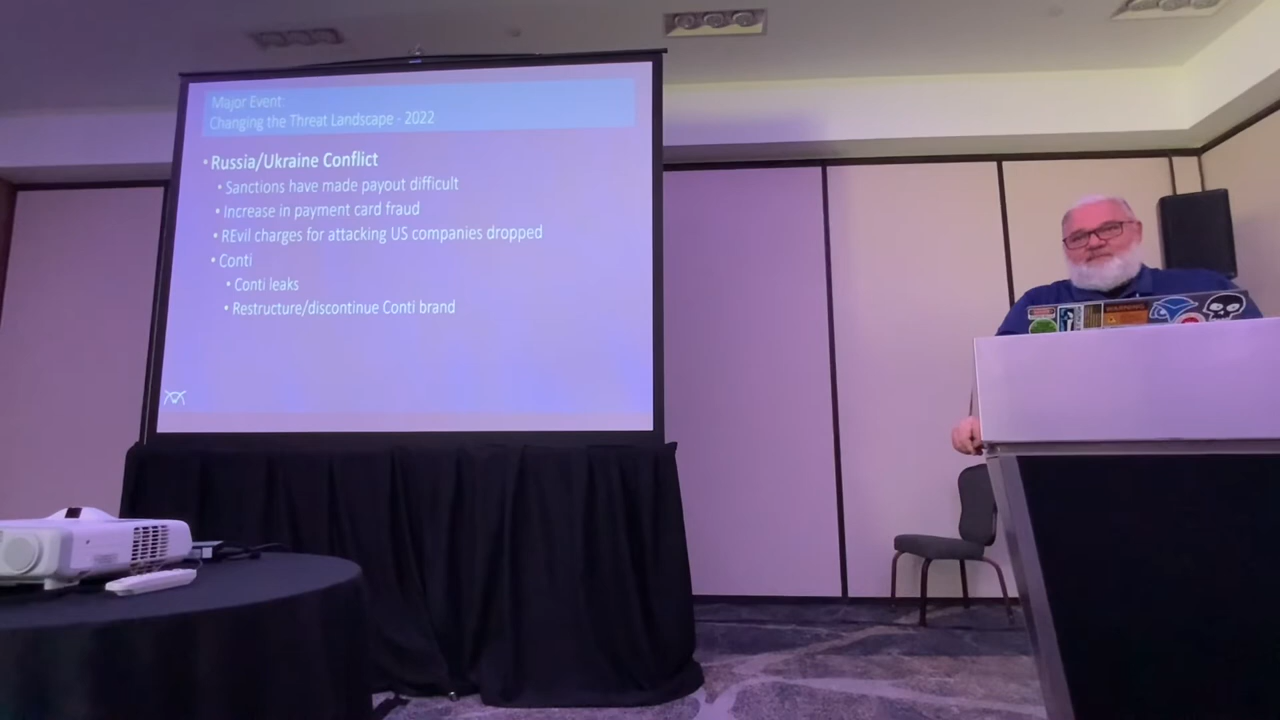 Major Event:
Changing the Threat Landscape - 2022
• Russia/Ukraine Conflict
• Sanctions have made payout difficult
• Increase in payment card fraud
• REvil charges for attacking US companies dropped
• Conti
• Conti leaks
• Restructure/discontinue Conti brand